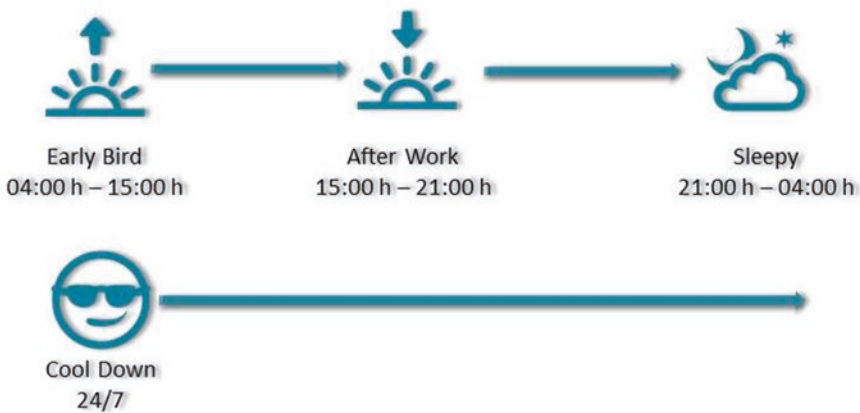 Early Bird
04:00 h – 15:00 h
After Work
15:00 h – 21:00 h
Sleepy
21:00 h – 04:00 h
Cool Down
24/7